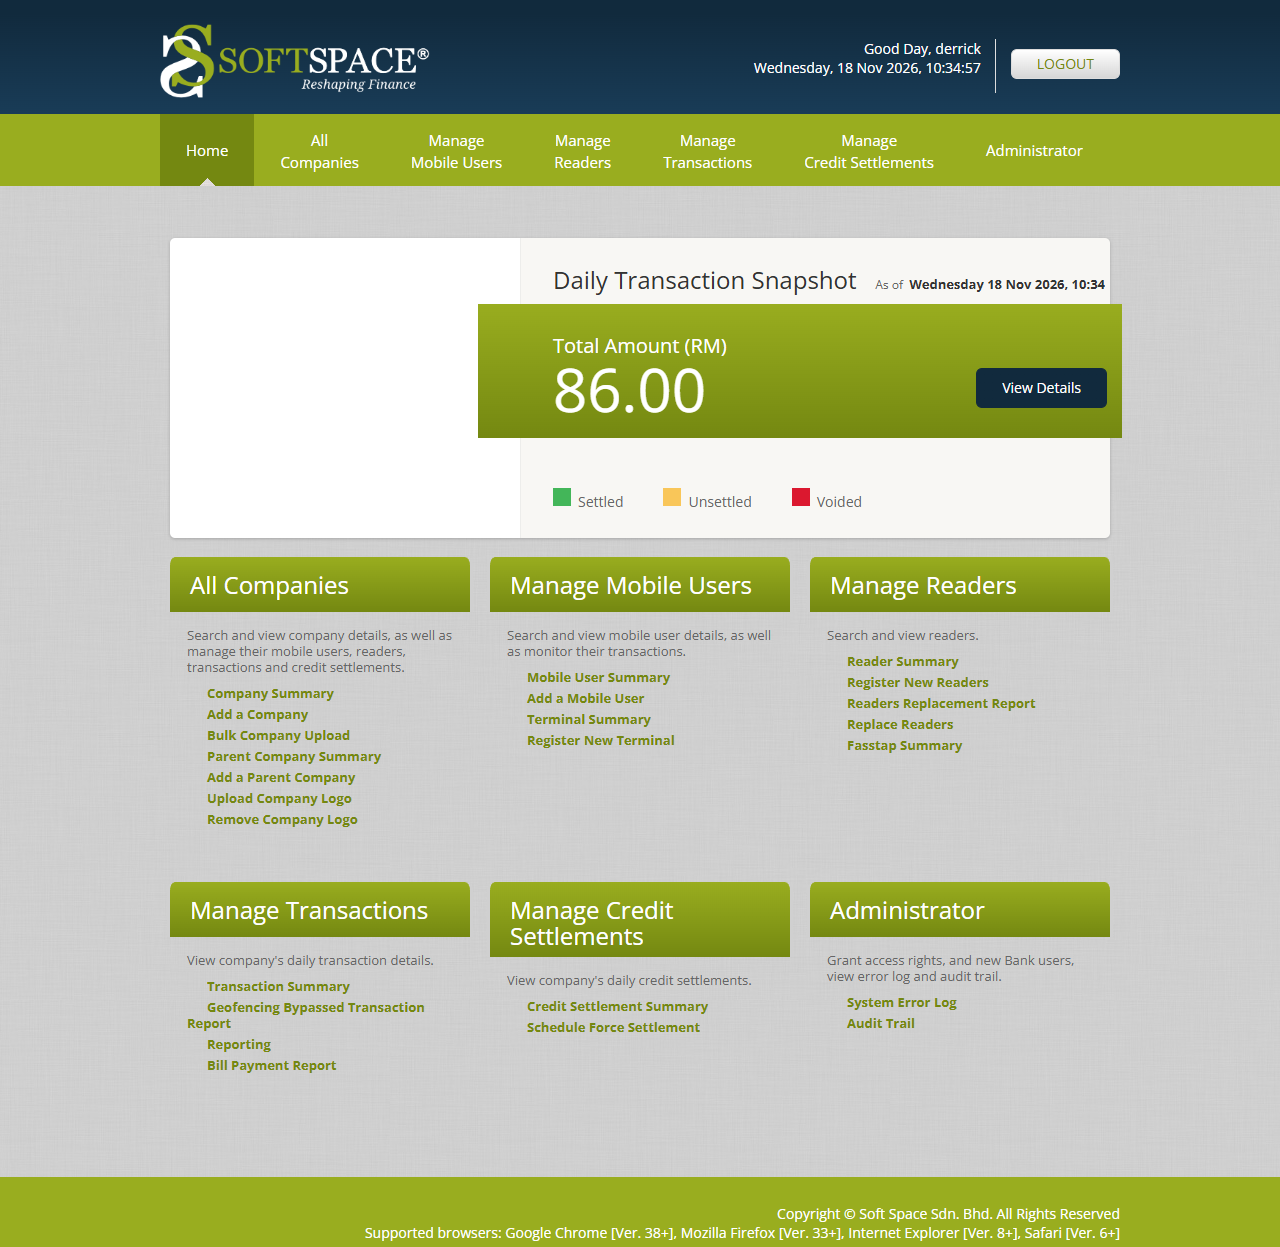 SOFTSPACE®
Reshaping Finance
Good Day, derrick
Wednesday, 18 Nov 2026, 10:34:57
LOGOUT
Home
All
Companies
Manage
Mobile Users
Manage
Readers
Manage
Transactions
Manage
Credit Settlements
Administrator
Daily Transaction Snapshot
As of Wednesday 18 Nov 2026, 10:34
Total Amount (RM)
86.00
View Details
Settled
Unsettled
Voided
All Companies
Search and view company details, as well as
manage their mobile users, readers,
transactions and credit settlements.
Company Summary
Add a Company
Bulk Company Upload
Parent Company Summary
Add a Parent Company
Upload Company Logo
Remove Company Logo
Manage Mobile Users
Search and view mobile user details, as well
as monitor their transactions.
Mobile User Summary
Add a Mobile User
Terminal Summary
Register New Terminal
Manage Readers
Search and view readers.
Reader Summary
Register New Readers
Readers Replacement Report
Replace Readers
Fasstap Summary
Manage Transactions
View company's daily transaction details.
Transaction Summary
Geofencing Bypassed Transaction
Report
Reporting
Bill Payment Report
Manage Credit
Settlements
View company's daily credit settlements.
Credit Settlement Summary
Schedule Force Settlement
Administrator
Grant access rights, and new Bank users,
view error log and audit trail.
System Error Log
Audit Trail
Copyright © Soft Space Sdn. Bhd. All Rights Reserved
Supported browsers: Google Chrome [Ver. 38+], Mozilla Firefox [Ver. 33+], Internet Explorer [Ver. 8+], Safari [Ver. 6+]